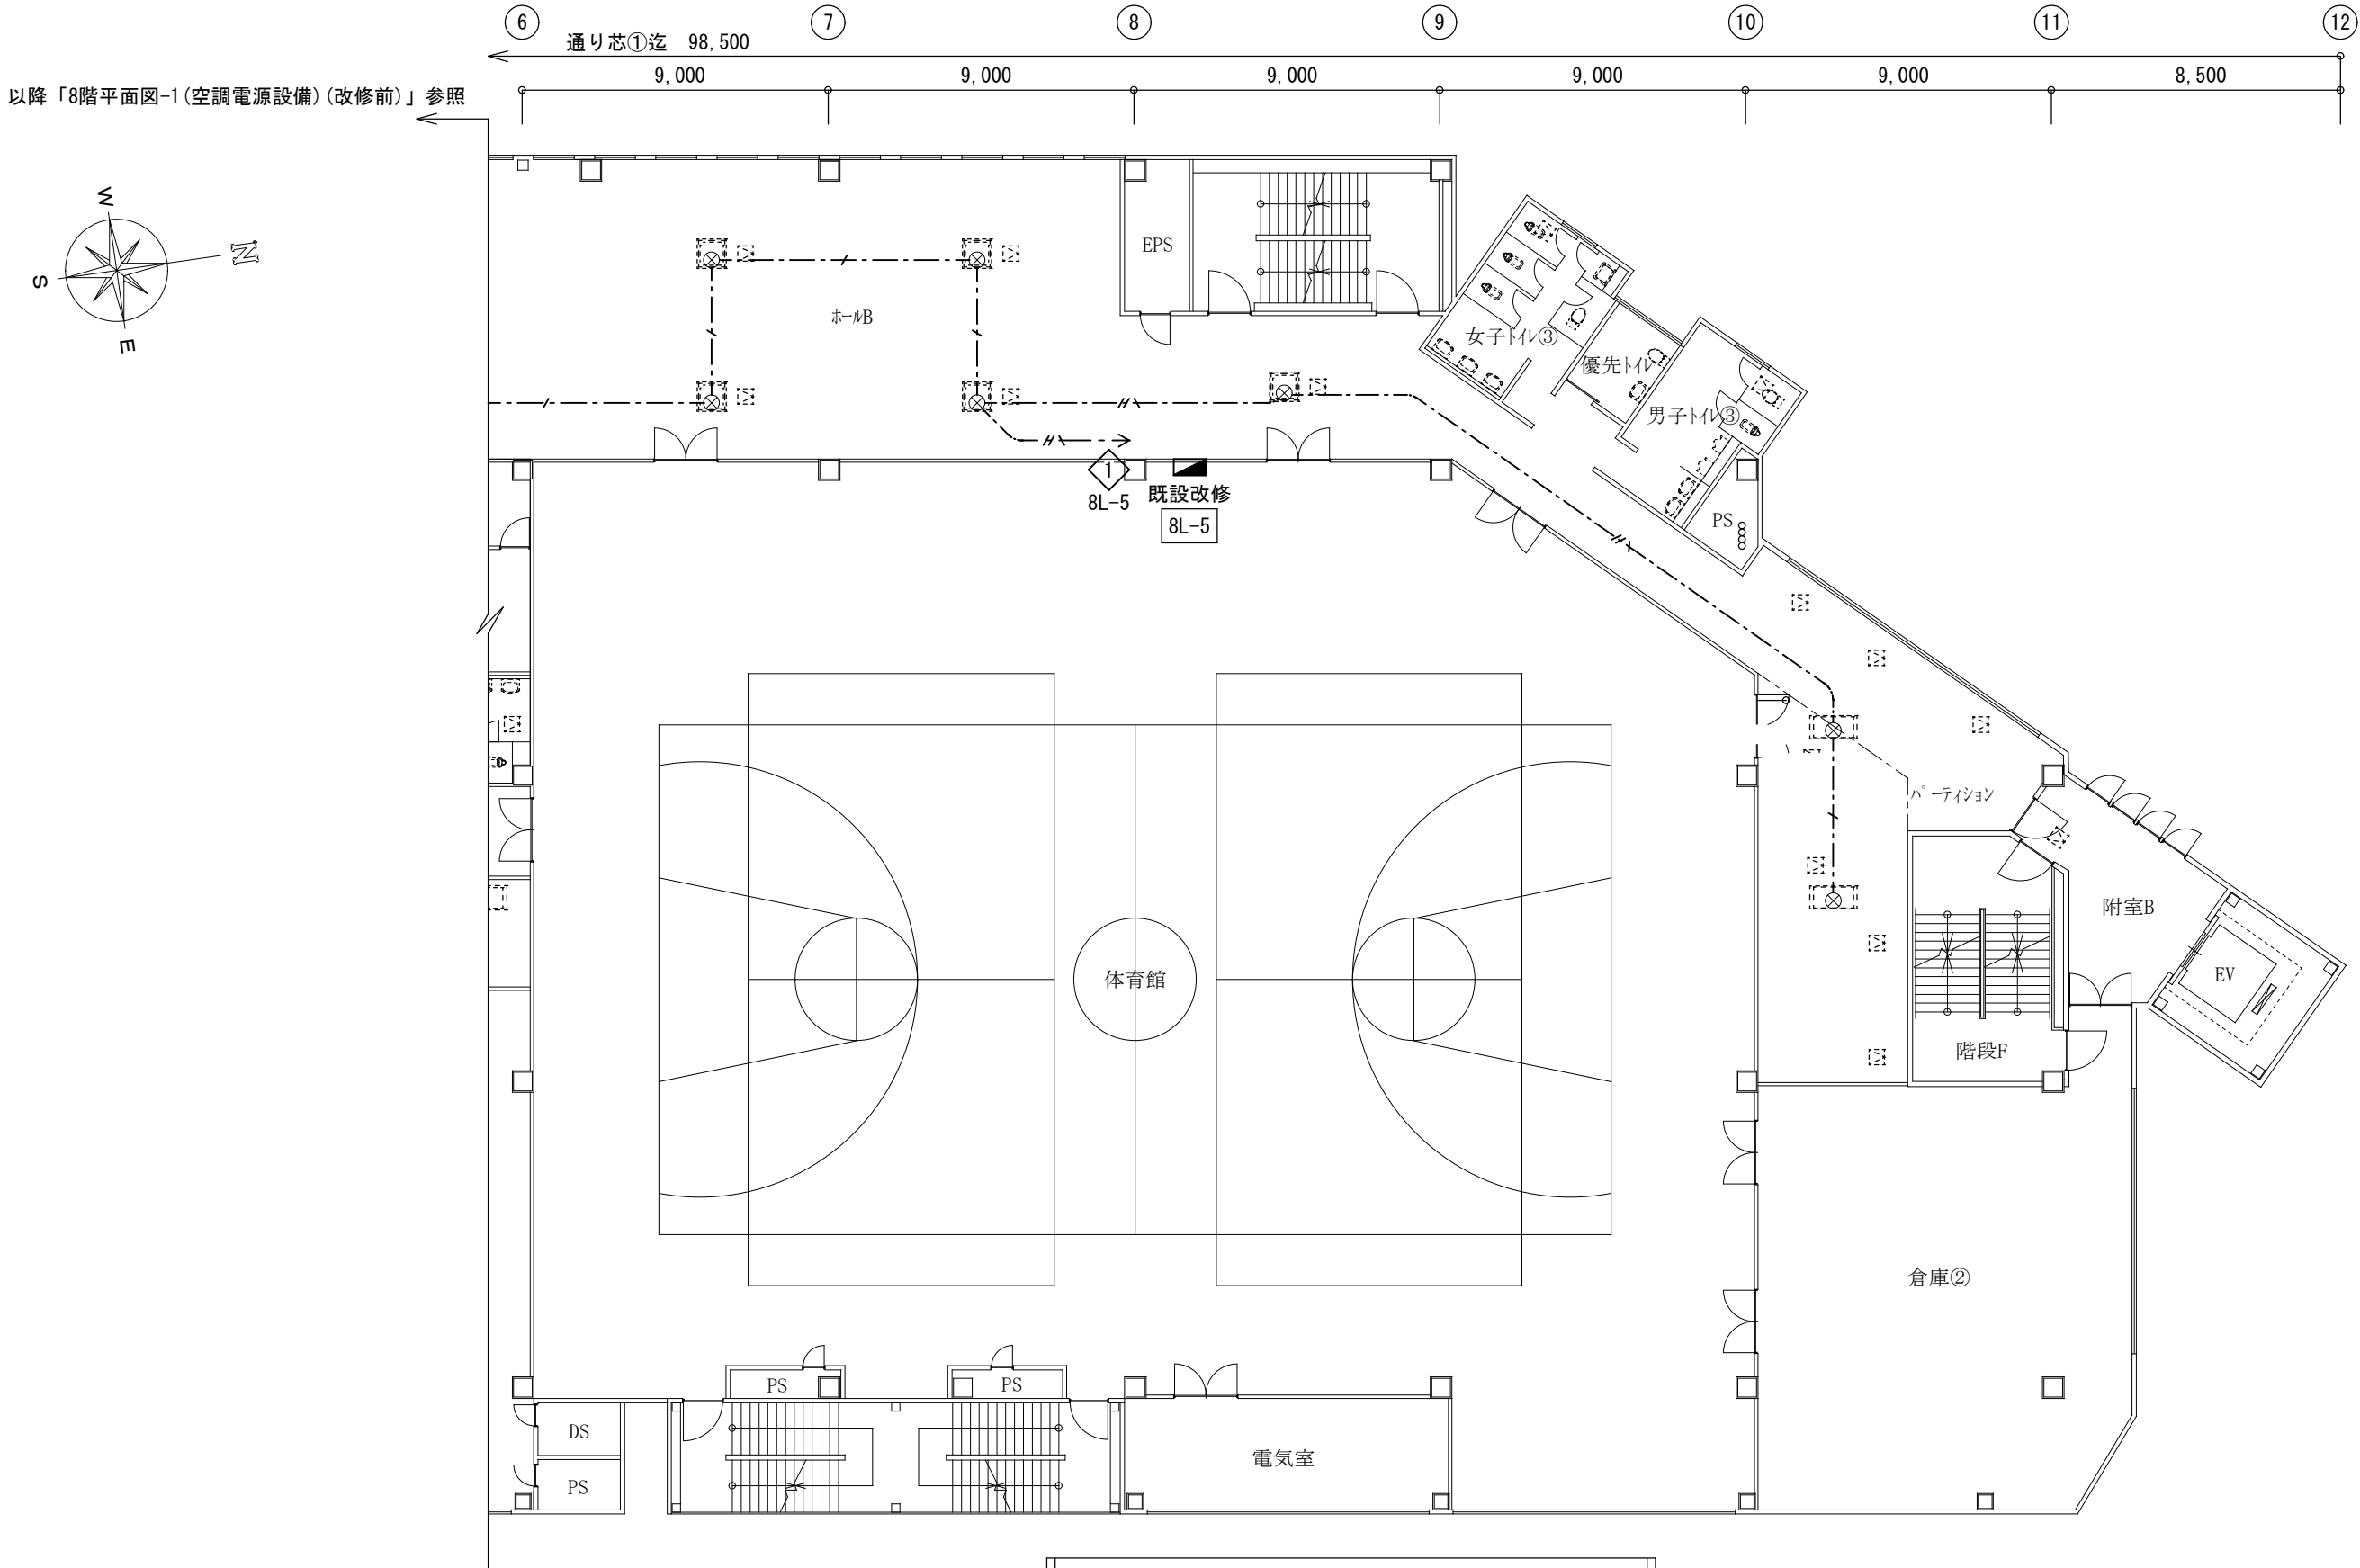 6 7 8 9 10 11 12
通り芯①迄 98,500
9,000 9,000 9,000 9,000 9,000 8,500
以降「8階平面図-1(空調電源設備)(改修前)」参照
W
N
S
E
EPS
ホールB
女子トイレ③
優先トイレ
男子トイレ③
1
8L-5
既設改修
8L-5
PS
パーティション
附室B
EV
体育館
階段F
倉庫②
PS
PS
DS
電気室
PS